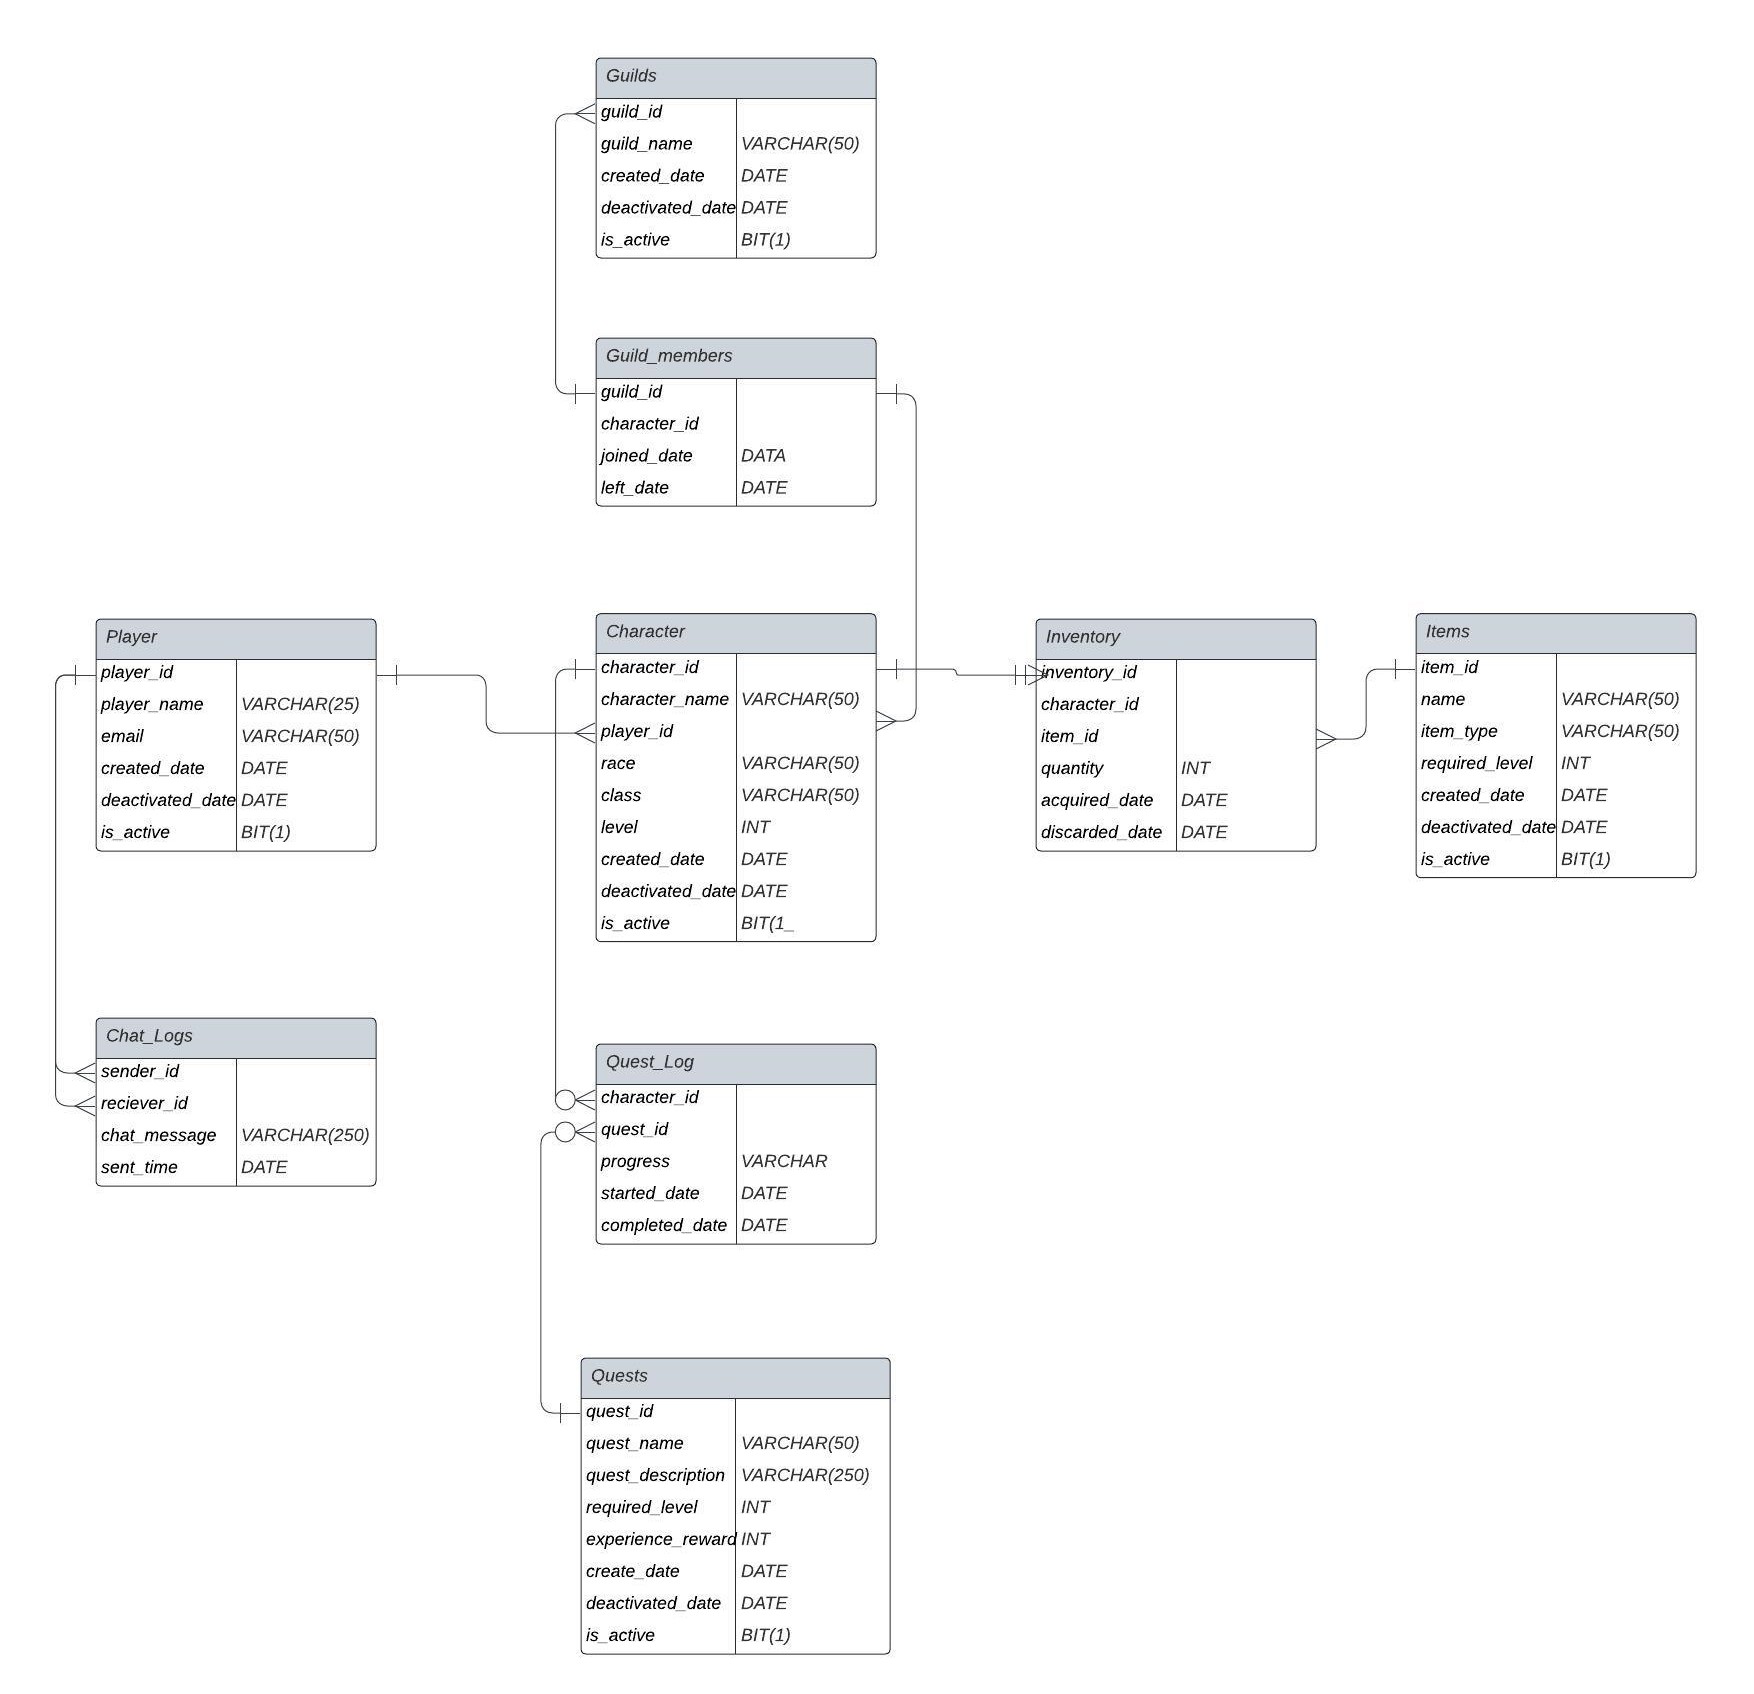 Guilds
guild_id
guild_name VARCHAR(50)
created_date DATE
deactivated_date DATE
is_active BIT(1)
Guild_members
guild_id
character_id
joined_date DATA
left_date DATE
Player
player_id
player_name VARCHAR(25)
email VARCHAR(50)
created_date DATE
deactivated_date DATE
is_active BIT(1)
Character
character_id
character_name VARCHAR(50)
player_id
race VARCHAR(50)
class VARCHAR(50)
level INT
created_date DATE
deactivated_date DATE
is_active BIT(1_
Inventory
inventory_id
character_id
item_id
quantity INT
acquired_date DATE
discarded_date DATE
Items
item_id
name VARCHAR(50)
item_type VARCHAR(50)
required_level INT
created_date DATE
deactivated_date DATE
is_active BIT(1)
Chat_Logs
sender_id
reciever_id
chat_message VARCHAR(250)
sent_time DATE
Quest_Log
character_id
quest_id
progress VARCHAR
started_date DATE
completed_date DATE
Quests
quest_id
quest_name VARCHAR(50)
quest_description VARCHAR(250)
required_level INT
experience_reward INT
create_date DATE
deactivated_date DATE
is_active BIT(1)